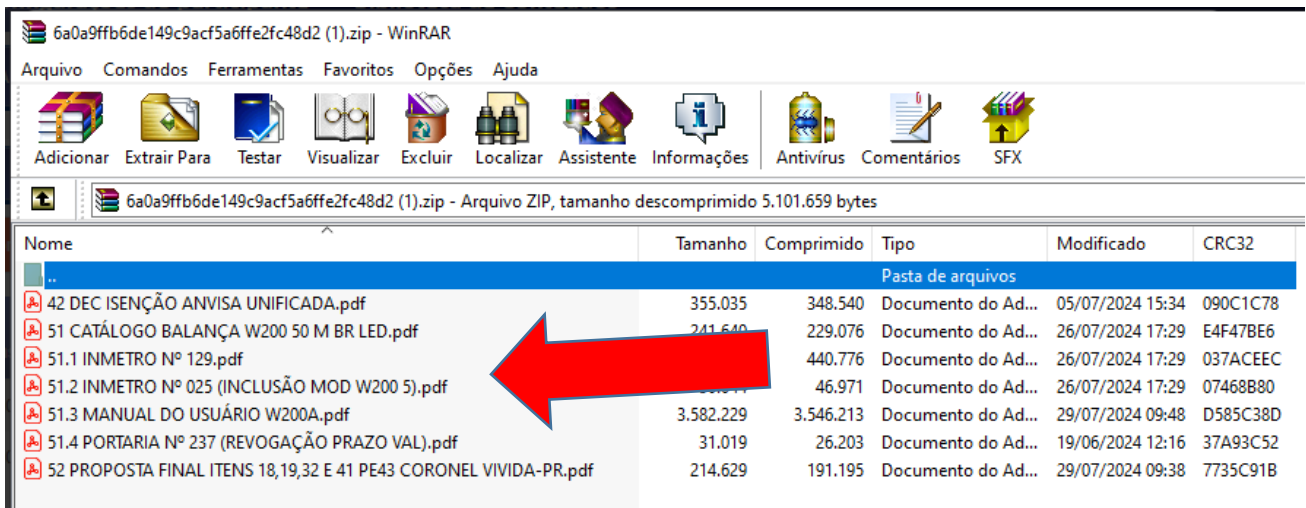 6a0a9ffb6de149c9acf5a6ffe2fc48d2 (1).zip - WinRAR
Arquivo Comandos Ferramentas Favoritos Opções Ajuda
Adicionar Extrair Para Testar Visualizar Excluir Localizar Assistente Informações Antivírus Comentários SFX
6a0a9ffb6de149c9acf5a6ffe2fc48d2 (1).zip - Arquivo ZIP, tamanho descomprimido 5.101.659 bytes
Nome Tamanho Comprimido Tipo Modificado CRC32
.. Pasta de arquivos
42 DEC ISENÇÃO ANVISA UNIFICADA.pdf 355.035 348.540 Documento do Ad... 05/07/2024 15:34 090C1C78
51 CATÁLOGO BALANÇA W200 50 M BR LED.pdf 241.640 229.076 Documento do Ad... 26/07/2024 17:29 E4F47BE6
51.1 INMETRO Nº 129.pdf 440.776 Documento do Ad... 26/07/2024 17:29 037ACEEC
51.2 INMETRO Nº 025 (INCLUSÃO MOD W200 5).pdf 46.971 Documento do Ad... 26/07/2024 17:29 07468B80
51.3 MANUAL DO USUÁRIO W200A.pdf 3.582.229 3.546.213 Documento do Ad... 29/07/2024 09:48 D585C38D
51.4 PORTARIA Nº 237 (REVOGAÇÃO PRAZO VAL).pdf 31.019 26.203 Documento do Ad... 19/06/2024 12:16 37A93C52
52 PROPOSTA FINAL ITENS 18,19,32 E 41 PE43 CORONEL VIVIDA-PR.pdf 214.629 191.195 Documento do Ad... 29/07/2024 09:38 7735C91B